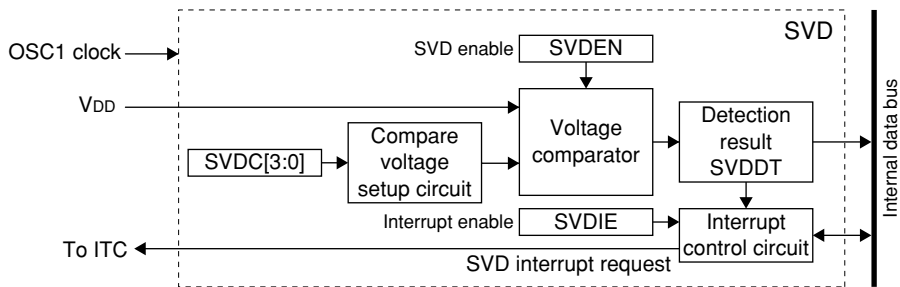 SVD
OSC1 clock
SVD enable
SVDEN
VDD
Compare
voltage
setup circuit
Voltage
comparator
Detection
result
SVDDT
SVDC[3:0]
Interrupt enable
SVDIE
Interrupt
control circuit
To ITC
SVD interrupt request
Internal data bus